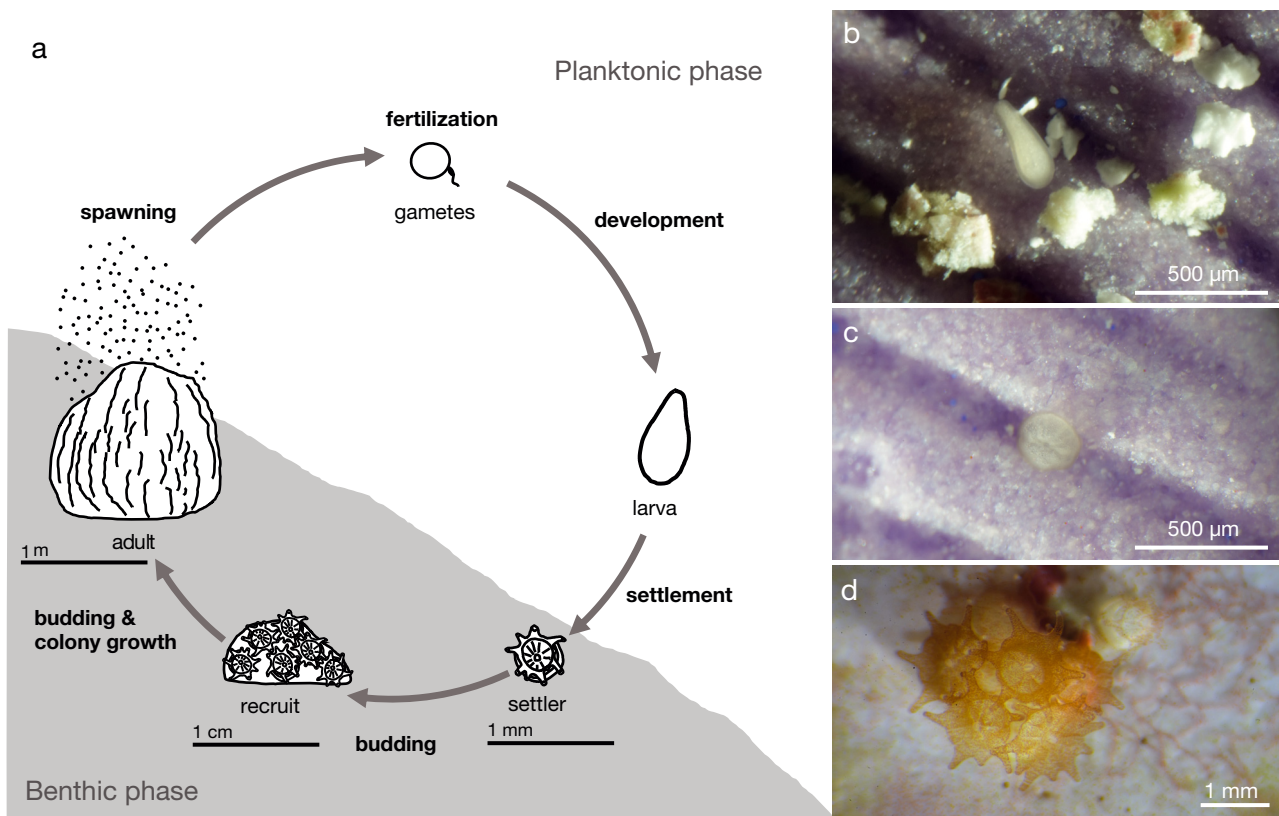 a
Planktonic phase
fertilization
gametes
spawning
development
larva
adult
1 m
settlement
budding &
colony growth
recruit
settler
1 cm
1 mm
budding
Benthic phase
b
500 µm
c
500 µm
d
1 mm